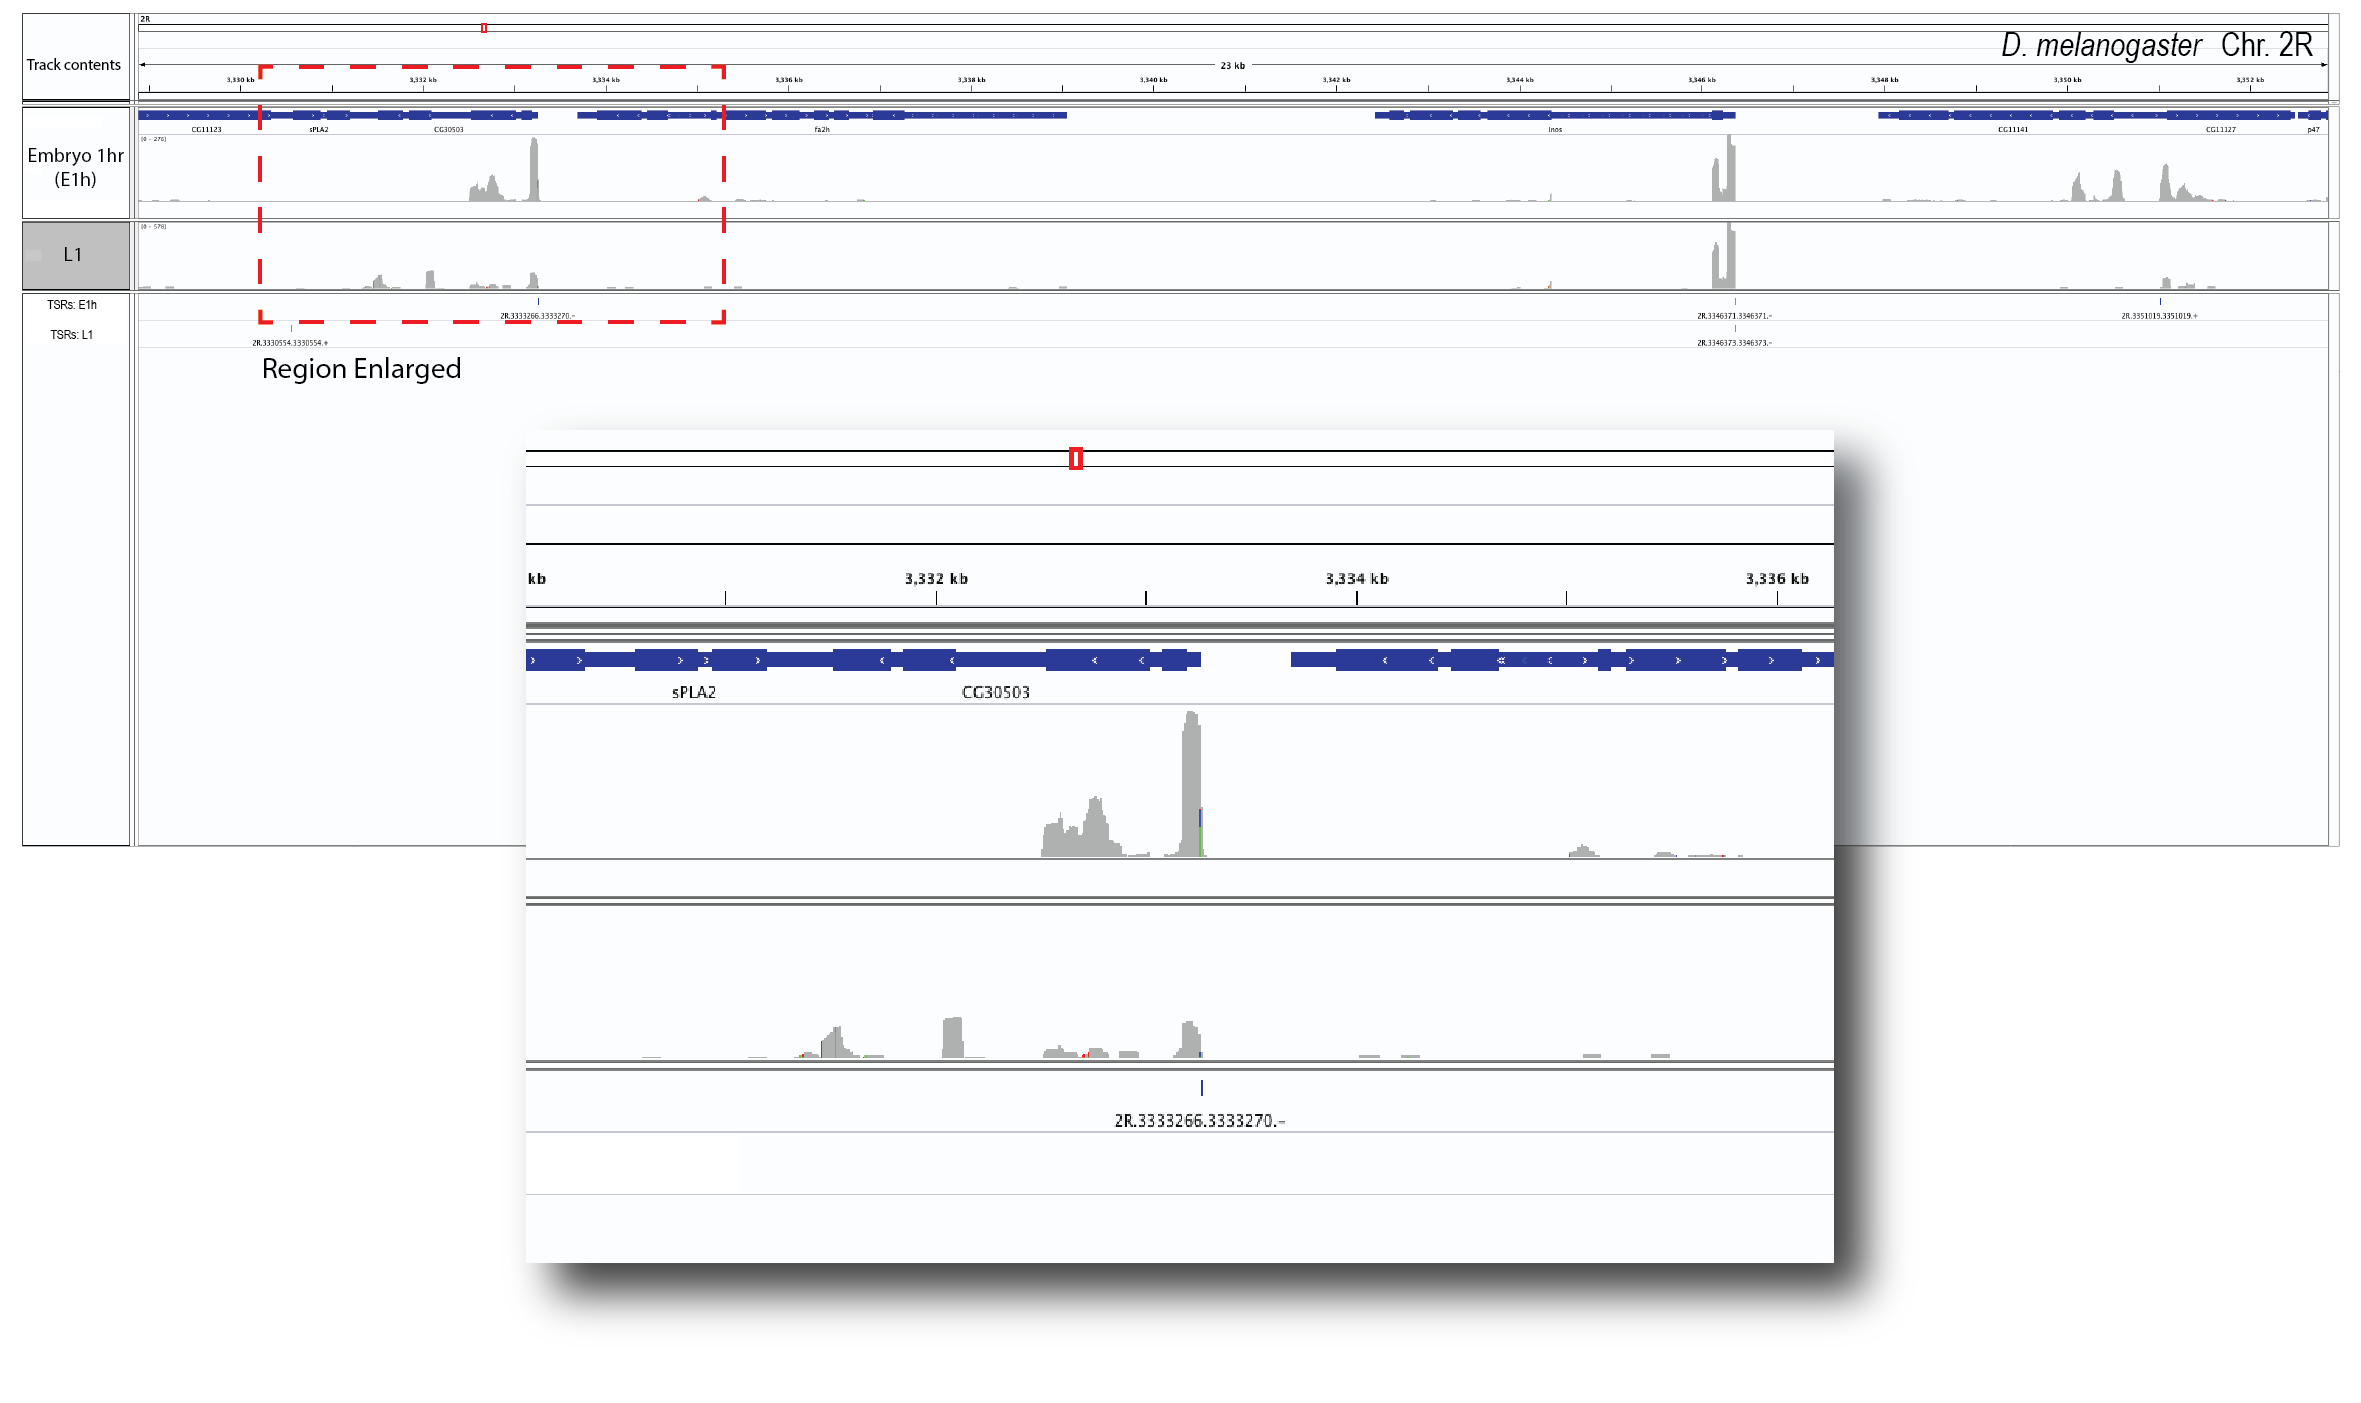 2R
D. melanogaster Chr. 2R
Track contents
23 kb
3,330 kb 3,332 kb 3,334 kb 3,336 kb 3,338 kb 3,340 kb 3,342 kb 3,344 kb 3,346 kb 3,348 kb 3,350 kb 3,352 kb
CG11123 sPLA2 CG30503 fa2h Inos CG11141 CG11127 p47
[0 - 276]
Embryo 1hr
(E1h)
[0 - 578]
L1
TSRs: E1h
2R.3333266.3333270.- 2R.3346371.3346371.- 2R.3351019.3351019.+
TSRs: L1
2R.3330554.3330554.+ 2R.3346373.3346373.-
Region Enlarged
kb 3,332 kb 3,334 kb 3,336 kb
sPLA2 CG30503
2R.3333266.3333270.-